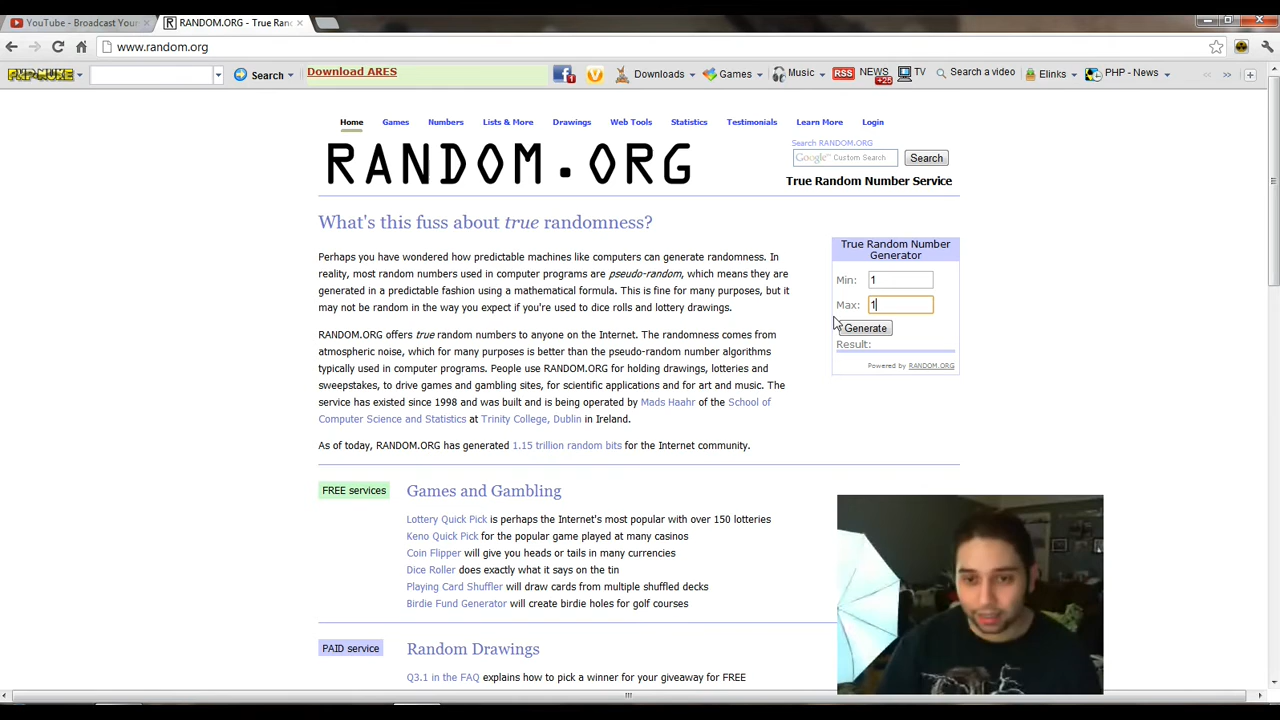 YouTube - Broadcast Your
RANDOM.ORG - True Ran
www.random.org
PHP-NUKE
Search
Download ARES
1
Downloads
Games
Music
RSS
NEWS
+25
TV
Search a video
Elinks
PHP - News
Home Games Numbers Lists & More Drawings Web Tools Statistics Testimonials Learn More Login
RANDOM.ORG
Search RANDOM.ORG
Google™ Custom Search
Search
True Random Number Service
What's this fuss about true randomness?
Perhaps you have wondered how predictable machines like computers can generate randomness. In
reality, most random numbers used in computer programs are pseudo-random, which means they are
generated in a predictable fashion using a mathematical formula. This is fine for many purposes, but it
may not be random in the way you expect if you're used to dice rolls and lottery drawings.
RANDOM.ORG offers true random numbers to anyone on the Internet. The randomness comes from
atmospheric noise, which for many purposes is better than the pseudo-random number algorithms
typically used in computer programs. People use RANDOM.ORG for holding drawings, lotteries and
sweepstakes, to drive games and gambling sites, for scientific applications and for art and music. The
service has existed since 1998 and was built and is being operated by Mads Haahr of the School of
Computer Science and Statistics at Trinity College, Dublin in Ireland.
As of today, RANDOM.ORG has generated 1.15 trillion random bits for the Internet community.
True Random Number
Generator
Min: 1
Max: 1
Generate
Result:
Powered by RANDOM.ORG
FREE services
Games and Gambling
Lottery Quick Pick is perhaps the Internet's most popular with over 150 lotteries
Keno Quick Pick for the popular game played at many casinos
Coin Flipper will give you heads or tails in many currencies
Dice Roller does exactly what it says on the tin
Playing Card Shuffler will draw cards from multiple shuffled decks
Birdie Fund Generator will create birdie holes for golf courses
PAID service
Random Drawings
Q3.1 in the FAQ explains how to pick a winner for your giveaway for FREE